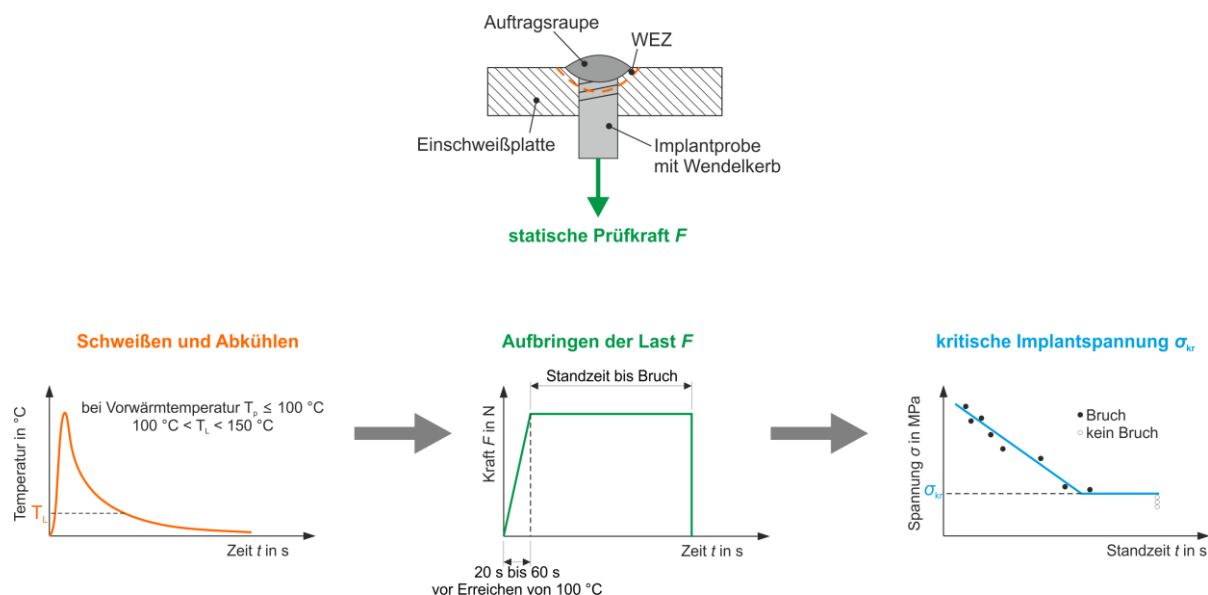 Auftragsraupe
WEZ
Einschweißplatte
Implantprobe
mit Wendelkerb
statische Prüfkraft F
Schweißen und Abkühlen
Temperatur in °C
bei Vorwärmtemperatur Tp ≤ 100 °C
100 °C < TL < 150 °C
TL
Zeit t in s
Aufbringen der Last F
Standzeit bis Bruch
Kraft F in N
Zeit t in s
20 s bis 60 s
vor Erreichen von 100 °C
kritische Implantspannung σkr
Spannung σ in MPa
Bruch
kein Bruch
σkr
Standzeit t in s